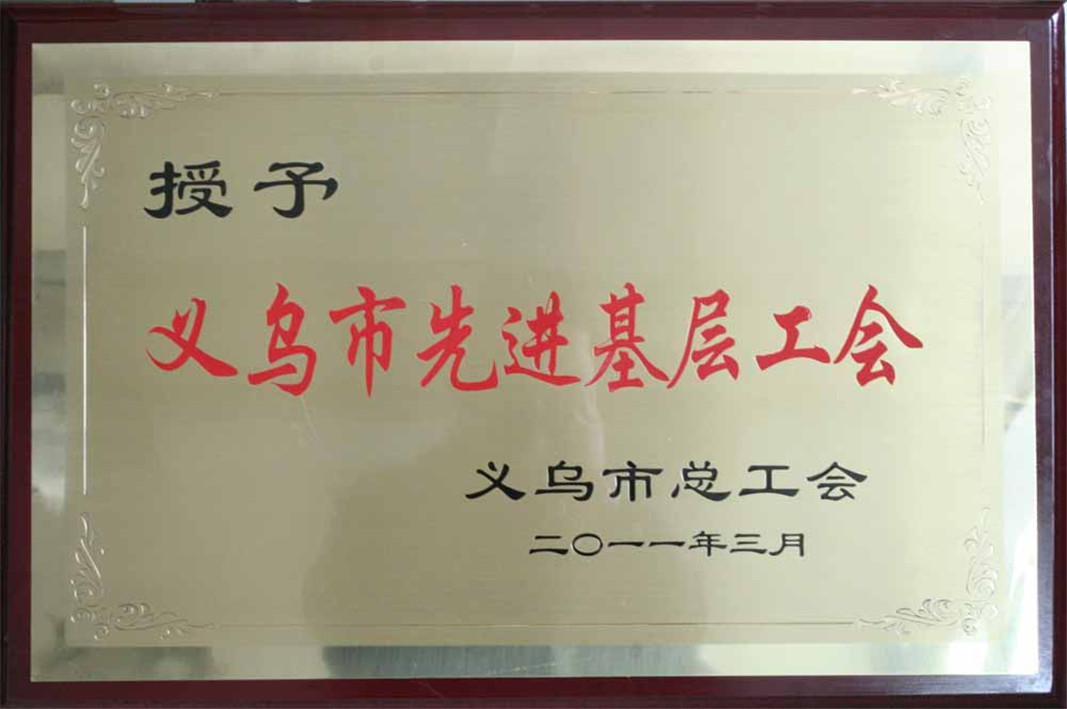 授予
义乌市先进基层工会
义乌市总工会
二〇一一年三月